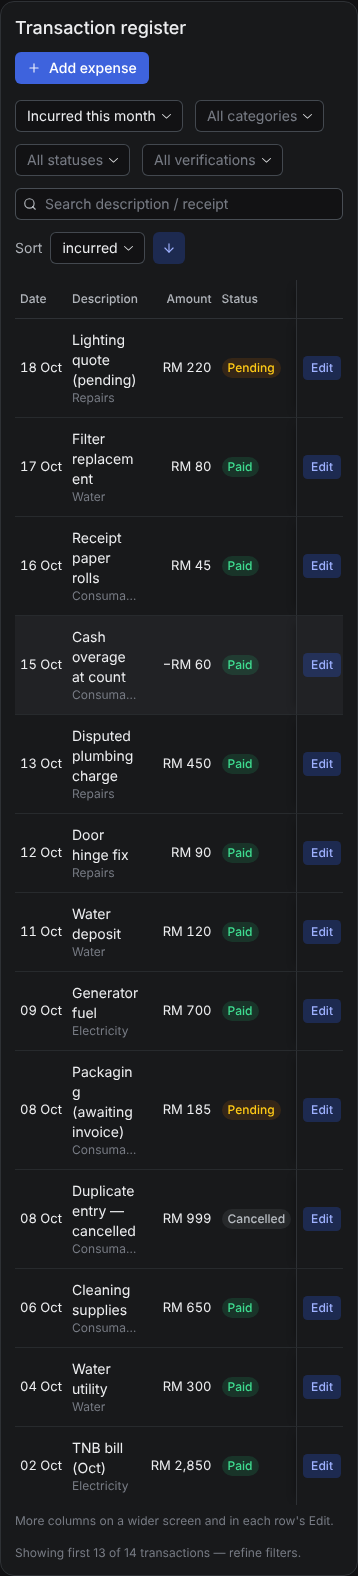 Transaction register
+ Add expense
Incurred this month
All categories
All statuses
All verifications
Search description / receipt
Sort
incurred
Date Description Amount Status
18 Oct Lighting quote (pending) RM 220 Pending Edit
Repairs
17 Oct Filter replacem
ent RM 80 Paid Edit
Water
16 Oct Receipt paper rolls RM 45 Paid Edit
Consuma...
15 Oct Cash overage at count −RM 60 Paid Edit
Consuma...
13 Oct Disputed plumbing charge RM 450 Paid Edit
Repairs
12 Oct Door hinge fix RM 90 Paid Edit
Repairs
11 Oct Water deposit RM 120 Paid Edit
Water
09 Oct Generator fuel RM 700 Paid Edit
Electricity
08 Oct Packagin
g (awaiting invoice) RM 185 Pending Edit
Consuma...
08 Oct Duplicate entry — cancelled RM 999 Cancelled Edit
Consuma...
06 Oct Cleaning supplies RM 650 Paid Edit
Consuma...
04 Oct Water utility RM 300 Paid Edit
Water
02 Oct TNB bill (Oct) RM 2,850 Paid Edit
Electricity
More columns on a wider screen and in each row's Edit.
Showing first 13 of 14 transactions — refine filters.